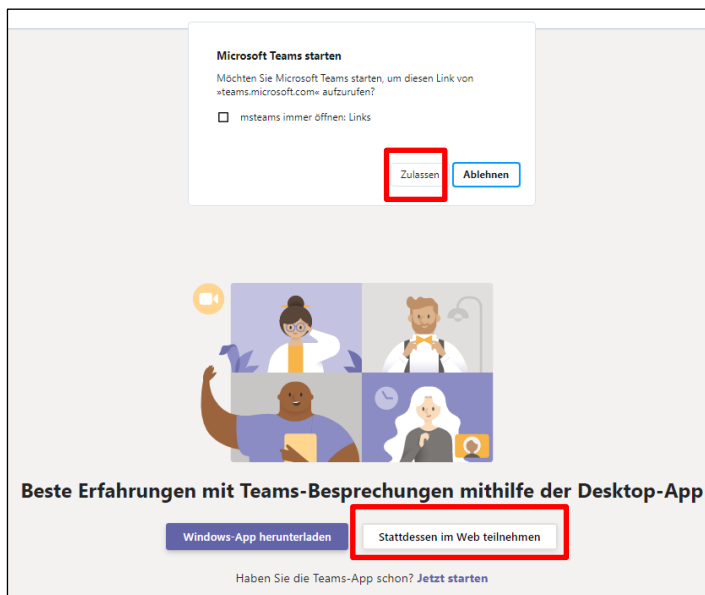 Microsoft Teams starten
Möchten Sie Microsoft Teams starten, um diesen Link von
»teams.microsoft.com« aufzurufen?
msteams immer öffnen: Links
Zulassen Ablehnen
Beste Erfahrungen mit Teams-Besprechungen mithilfe der Desktop-App
Windows-App herunterladen Stattdessen im Web teilnehmen
Haben Sie die Teams-App schon? Jetzt starten